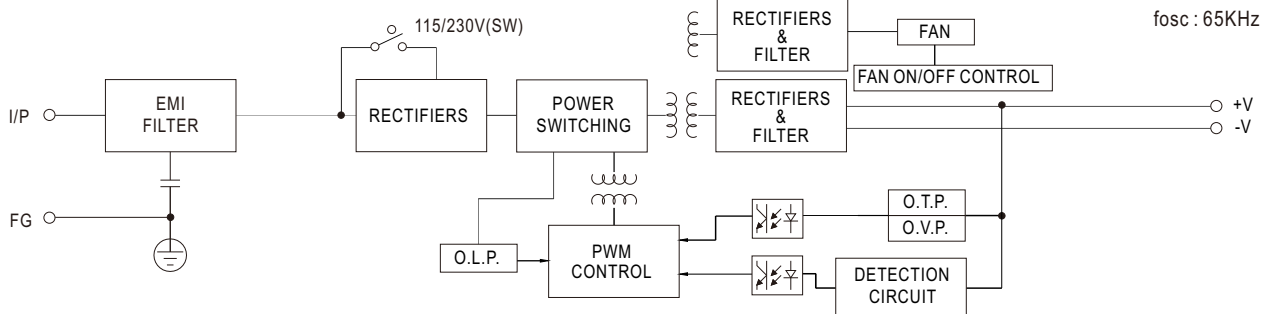 115/230V(SW)
RECTIFIERS
&
FILTER
FAN
FAN ON/OFF CONTROL
fosc : 65KHz
I/P
EMI
FILTER
RECTIFIERS
POWER
SWITCHING
RECTIFIERS
&
FILTER
+V
-V
FG
O.L.P.
PWM
CONTROL
O.T.P.
O.V.P.
DETECTION
CIRCUIT